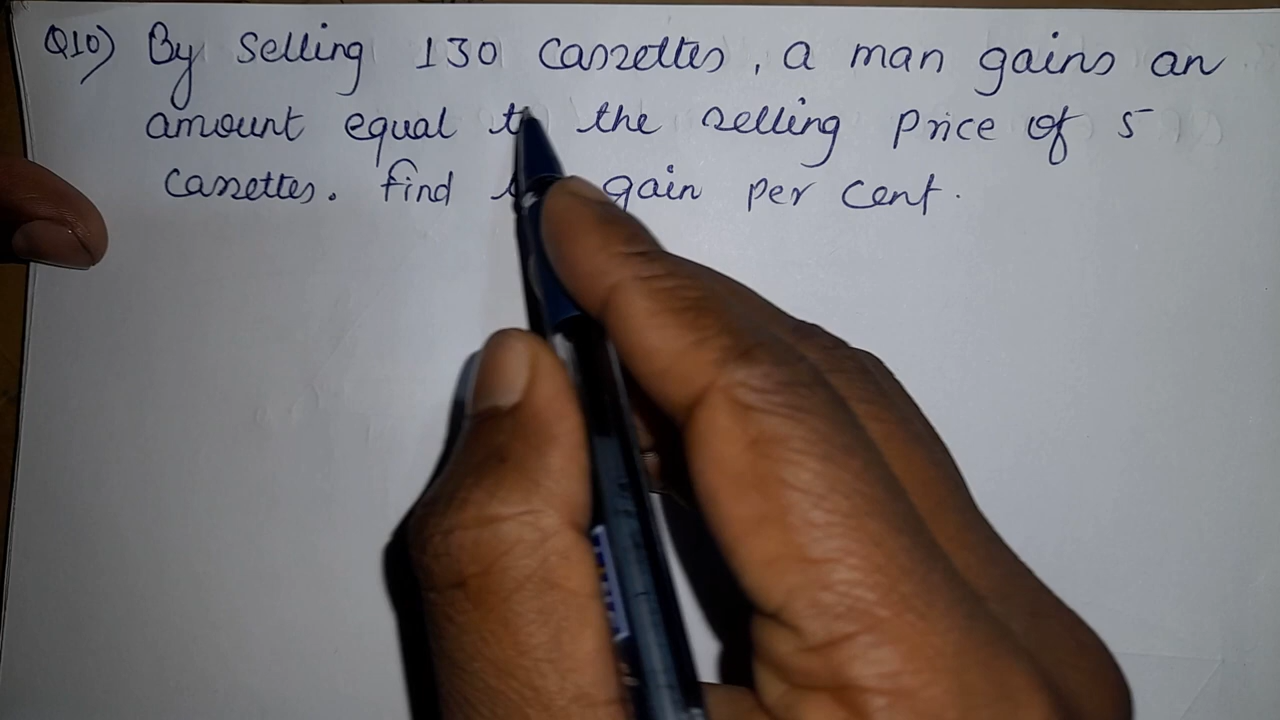 Q10) By selling 130 cassettes, a man gains an
amount equal to the selling price of 5
cassettes. find gain per cent.